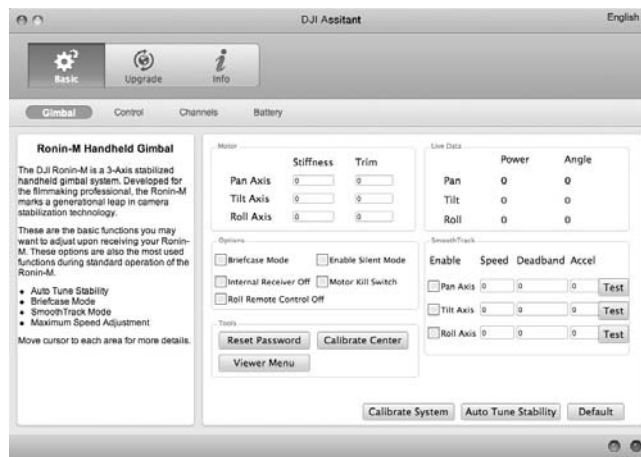 DJI Assitant
English
Basic
Upgrade
Info
Gimbal
Control
Channels
Battery
Ronin-M Handheld Gimbal
The DJI Ronin-M is a 3-Axis stabilized
handheld gimbal system. Developed for
the filmmaking professional, the Ronin-M
marks a generational leap in camera
stabilization technology.
These are the basic functions you may
want to adjust upon receiving your Ronin-
M. These options are also the most used
functions during standard operation of the
Ronin-M.
• Auto Tune Stability
• Briefcase Mode
• SmoothTrack Mode
• Maximum Speed Adjustment
Move cursor to each area for more details.
Motor
Stiffness Trim
Pan Axis 0 0
Tilt Axis 0 0
Roll Axis 0 0
Options
Briefcase Mode Enable Silent Mode
Internal Receiver Off Motor Kill Switch
Roll Remote Control Off
Tools
Reset Password Calibrate Center
Viewer Menu
Live Data
Power Angle
Pan 0 0
Tilt 0 0
Roll 0 0
SmoothTrack
Enable Speed Deadband Accel
Pan Axis 0 0 0 Test
Tilt Axis 0 0 0 Test
Roll Axis 0 0 0 Test
Calibrate System Auto Tune Stability Default